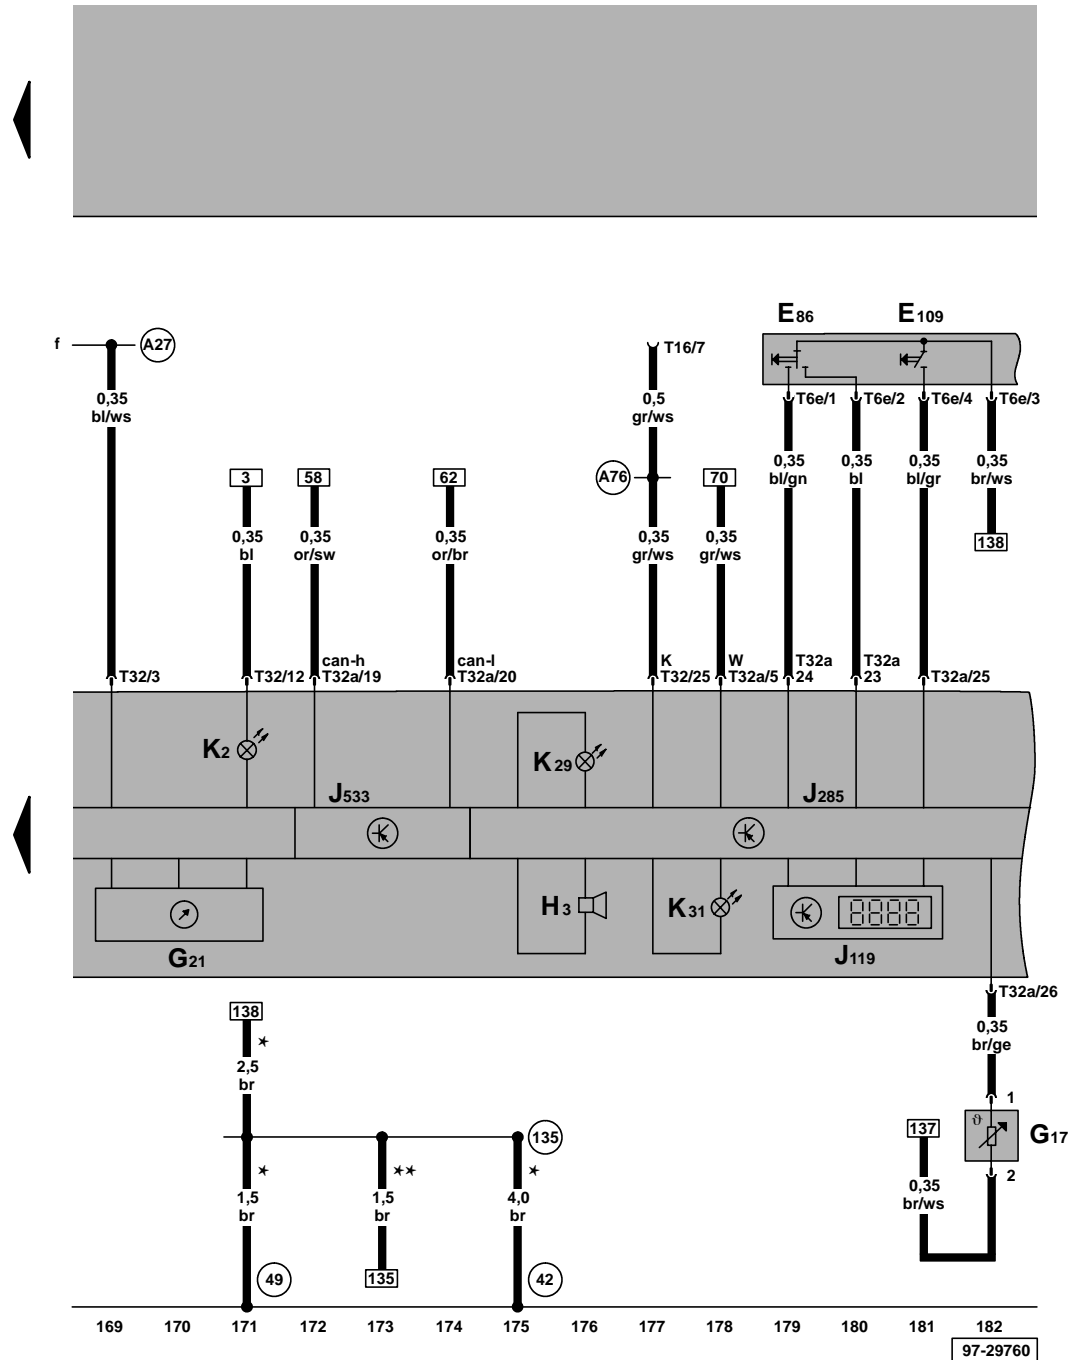 E86 E109
f A27 T16/7
T6e/1 T6e/2 T6e/4 T6e/3
0,35 0,5
bl/ws gr/ws
0,35 0,35 0,35 0,35
bl/gn bl bl/gr br/ws
3 58 62 A76 70
0,35 0,35 0,35 0,35 0,35
bl or/sw or/br gr/ws gr/ws
138
can-h can-l K W T32a T32a
T32/3 T32/12 T32a/19 T32a/20 T32/25 T32a/5 24 23 T32a/25
K2 K29
J533 J285
H3 K31
G21 J119
T32a/26
138
0,35
br/ge
★
2,5
br
1
ϑ
137 G17
135
★ ★★ ★ 2
0,35
br/ws
1,5 1,5 4,0
br br br
49 135 42
169 170 171 172 173 174 175 176 177 178 179 180 181 182
97-29760